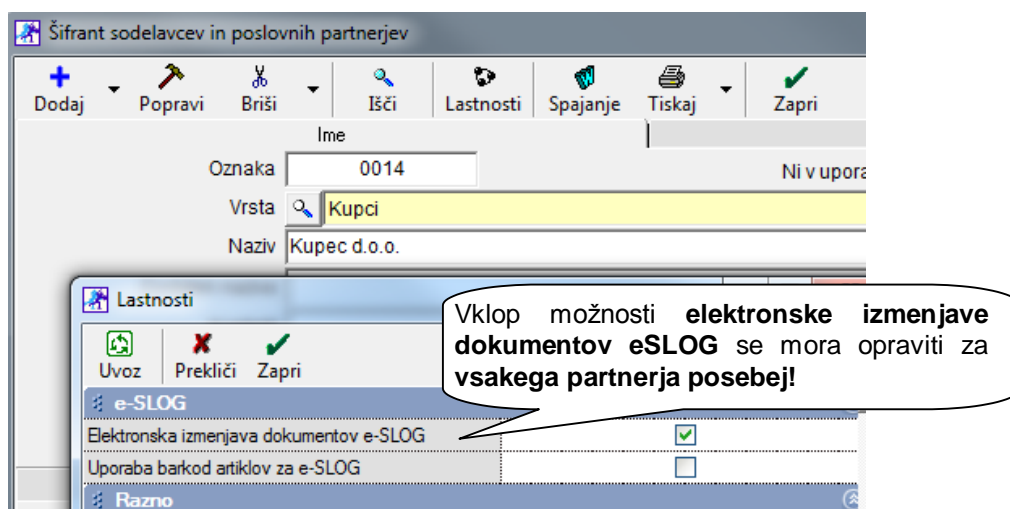 Šifrant sodelavcev in poslovnih partnerjev
Dodaj Popravi Briši Išči Lastnosti Spajanje Tiskaj Zapri
Ime
Oznaka 0014 Ni v upora
Vrsta Kupci
Naziv Kupec d.o.o.
Lastnosti
Uvoz Prekliči Zapri
Vklop možnosti elektronske izmenjave
dokumentov eSLOG se mora opraviti za
vsakega partnerja posebej!
e-SLOG
Elektronska izmenjava dokumentov e-SLOG
Uporaba barkod artiklov za e-SLOG
Razno